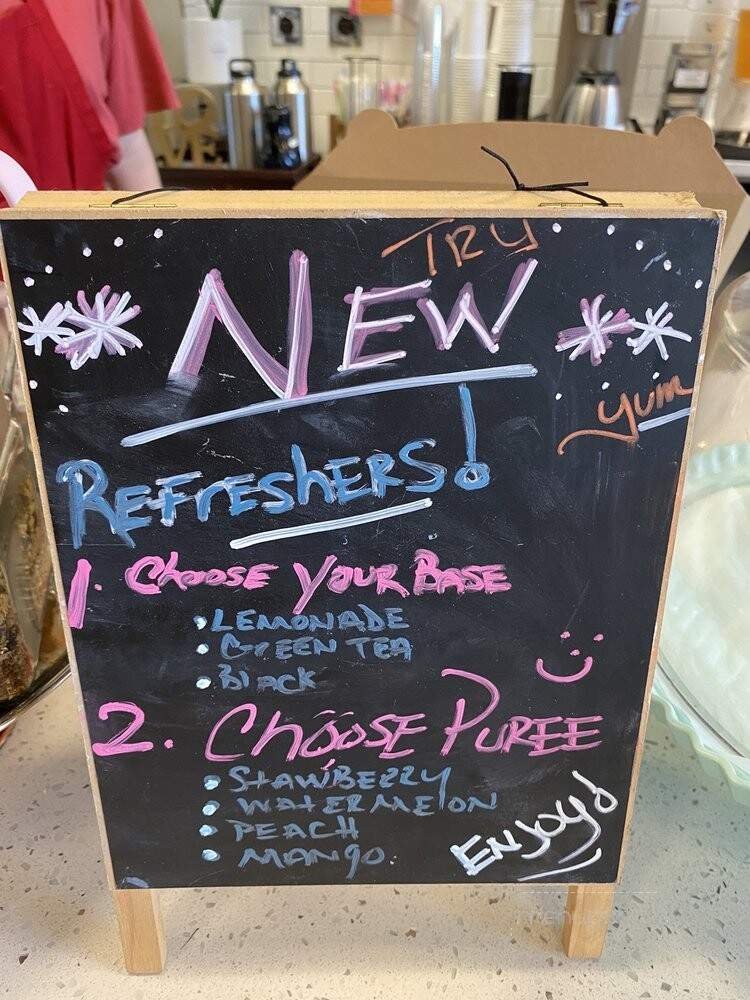 TRY
NEW
yum
REFrEshERS!
1. Choose YOUR BASE
• LEMONADE
• GREEN TEA
• BlAcK
2. ChOOSE PUREE
• STAWBERRY
• WATERMELON
• PEACH
• MANgO.
ENJOY!